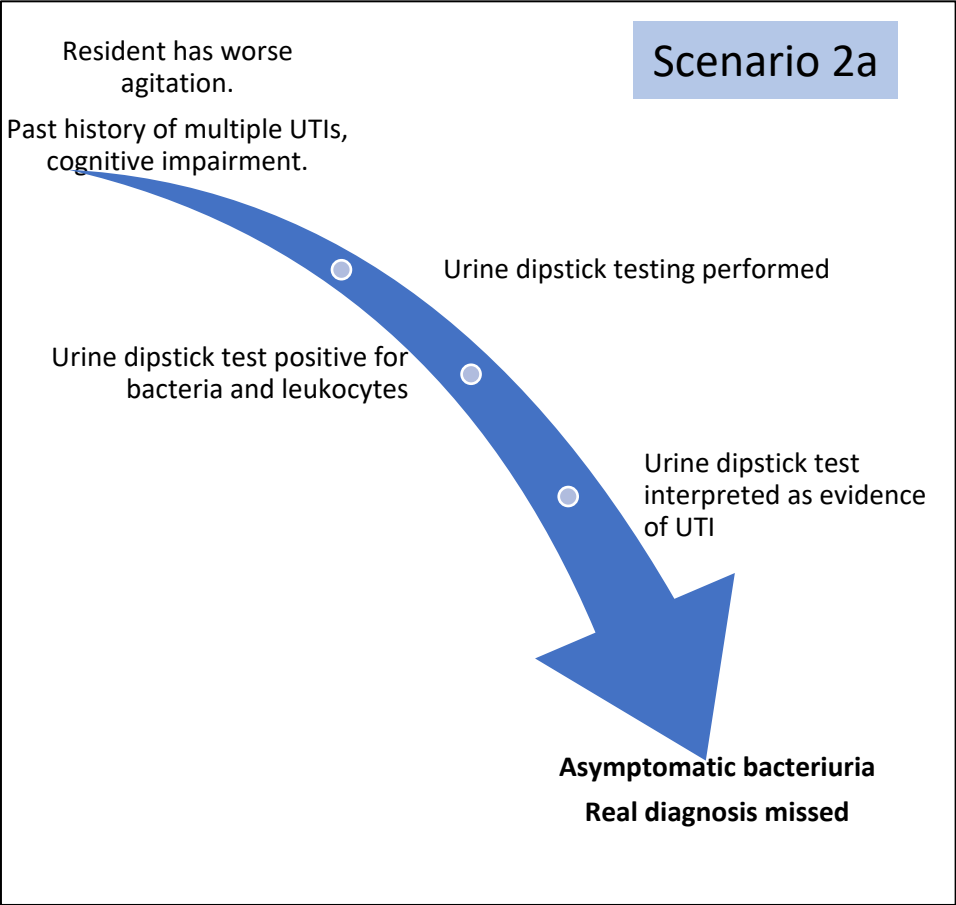 Scenario 2a
Resident has worse
agitation.
Past history of multiple UTIs,
cognitive impairment.
Urine dipstick testing performed
Urine dipstick test positive for
bacteria and leukocytes
Urine dipstick test
interpreted as evidence
of UTI
Asymptomatic bacteriuria
Real diagnosis missed